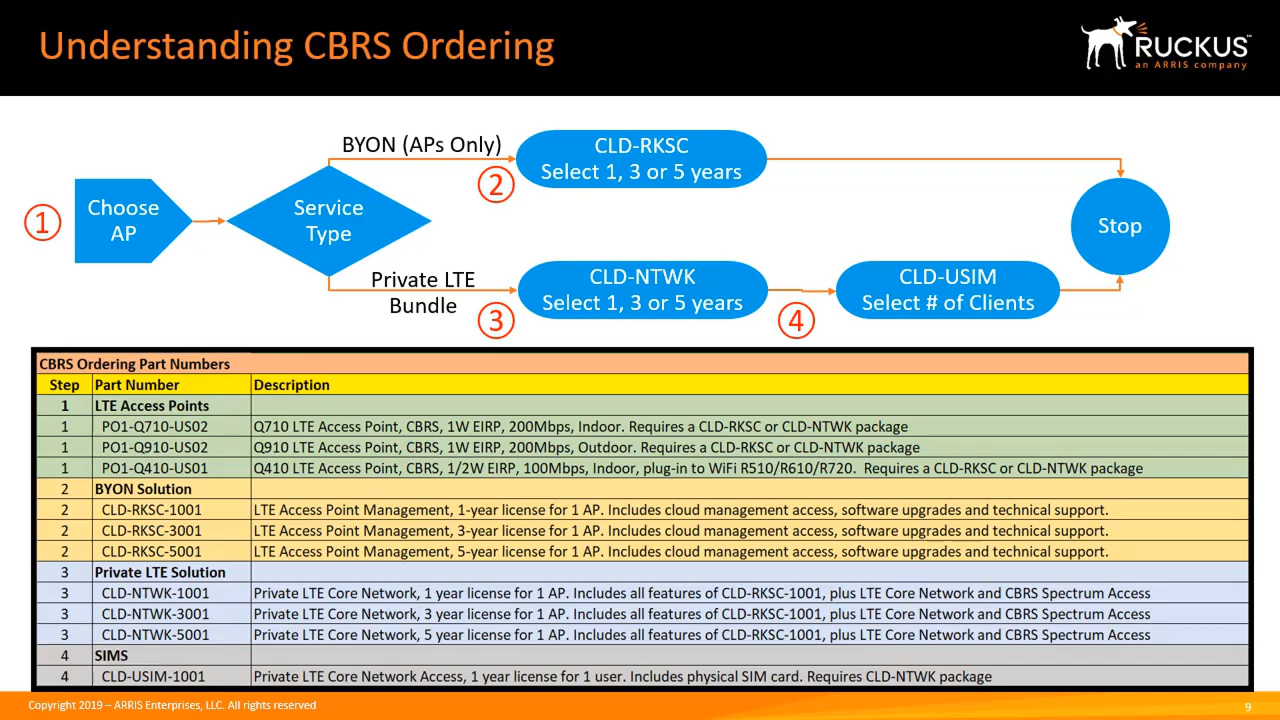 Understanding CBRS Ordering
RUCKUS™
an ARRIS company
BYON (APs Only)
CLD-RKSC
Select 1, 3 or 5 years
2
1
Choose
AP
Service
Type
Stop
Private LTE
Bundle
3
CLD-NTWK
Select 1, 3 or 5 years
4
CLD-USIM
Select # of Clients
CBRS Ordering Part Numbers
Step Part Number Description
1 LTE Access Points
1 PO1-Q710-US02 Q710 LTE Access Point, CBRS, 1W EIRP, 200Mbps, Indoor. Requires a CLD-RKSC or CLD-NTWK package
1 PO1-Q910-US02 Q910 LTE Access Point, CBRS, 1W EIRP, 200Mbps, Outdoor. Requires a CLD-RKSC or CLD-NTWK package
1 PO1-Q410-US01 Q410 LTE Access Point, CBRS, 1/2W EIRP, 100Mbps, Indoor, plug-in to WiFi R510/R610/R720. Requires a CLD-RKSC or CLD-NTWK package
2 BYON Solution
2 CLD-RKSC-1001 LTE Access Point Management, 1-year license for 1 AP. Includes cloud management access, software upgrades and technical support.
2 CLD-RKSC-3001 LTE Access Point Management, 3-year license for 1 AP. Includes cloud management access, software upgrades and technical support.
2 CLD-RKSC-5001 LTE Access Point Management, 5-year license for 1 AP. Includes cloud management access, software upgrades and technical support.
3 Private LTE Solution
3 CLD-NTWK-1001 Private LTE Core Network, 1 year license for 1 AP. Includes all features of CLD-RKSC-1001, plus LTE Core Network and CBRS Spectrum Access
3 CLD-NTWK-3001 Private LTE Core Network, 3 year license for 1 AP. Includes all features of CLD-RKSC-1001, plus LTE Core Network and CBRS Spectrum Access
3 CLD-NTWK-5001 Private LTE Core Network, 5 year license for 1 AP. Includes all features of CLD-RKSC-1001, plus LTE Core Network and CBRS Spectrum Access
4 SIMS
4 CLD-USIM-1001 Private LTE Core Network Access, 1 year license for 1 user. Includes physical SIM card. Requires CLD-NTWK package
Copyright 2019 – ARRIS Enterprises, LLC. All rights reserved
9